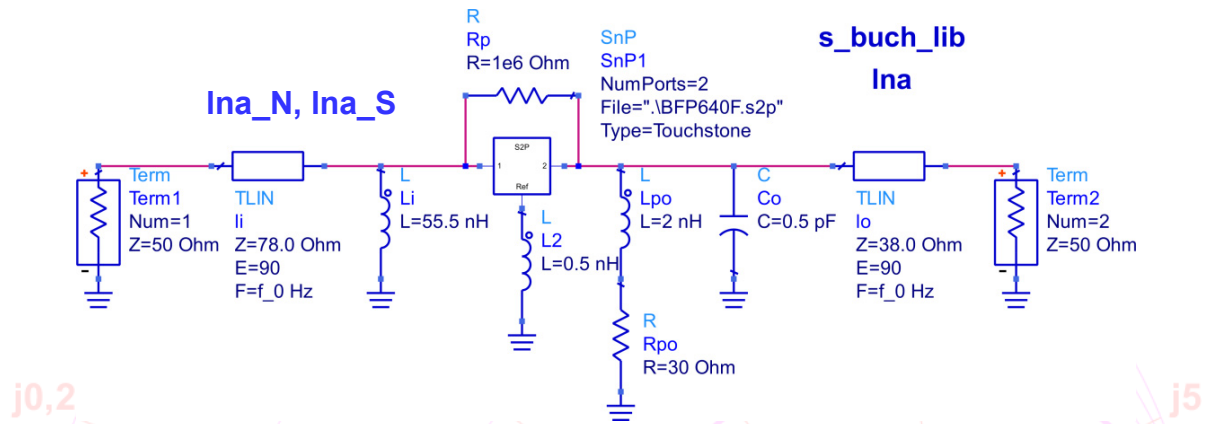 R
Rp
R=1e6 Ohm
SnP
SnP1
NumPorts=2
File=".\BFP640F.s2p"
Type=Touchstone
s_buch_lib
lna
lna_N, lna_S
S2P
1
2
Ref
+
Term
Term1
Num=1
Z=50 Ohm
-
TLIN
li
Z=78.0 Ohm
E=90
F=f_0 Hz
L
Li
L=55.5 nH
L
L2
L=0.5 nH
L
Lpo
L=2 nH
C
Co
C=0.5 pF
TLIN
lo
Z=38.0 Ohm
E=90
F=f_0 Hz
+
Term
Term2
Num=2
Z=50 Ohm
-
R
Rpo
R=30 Ohm
j0,2
j5